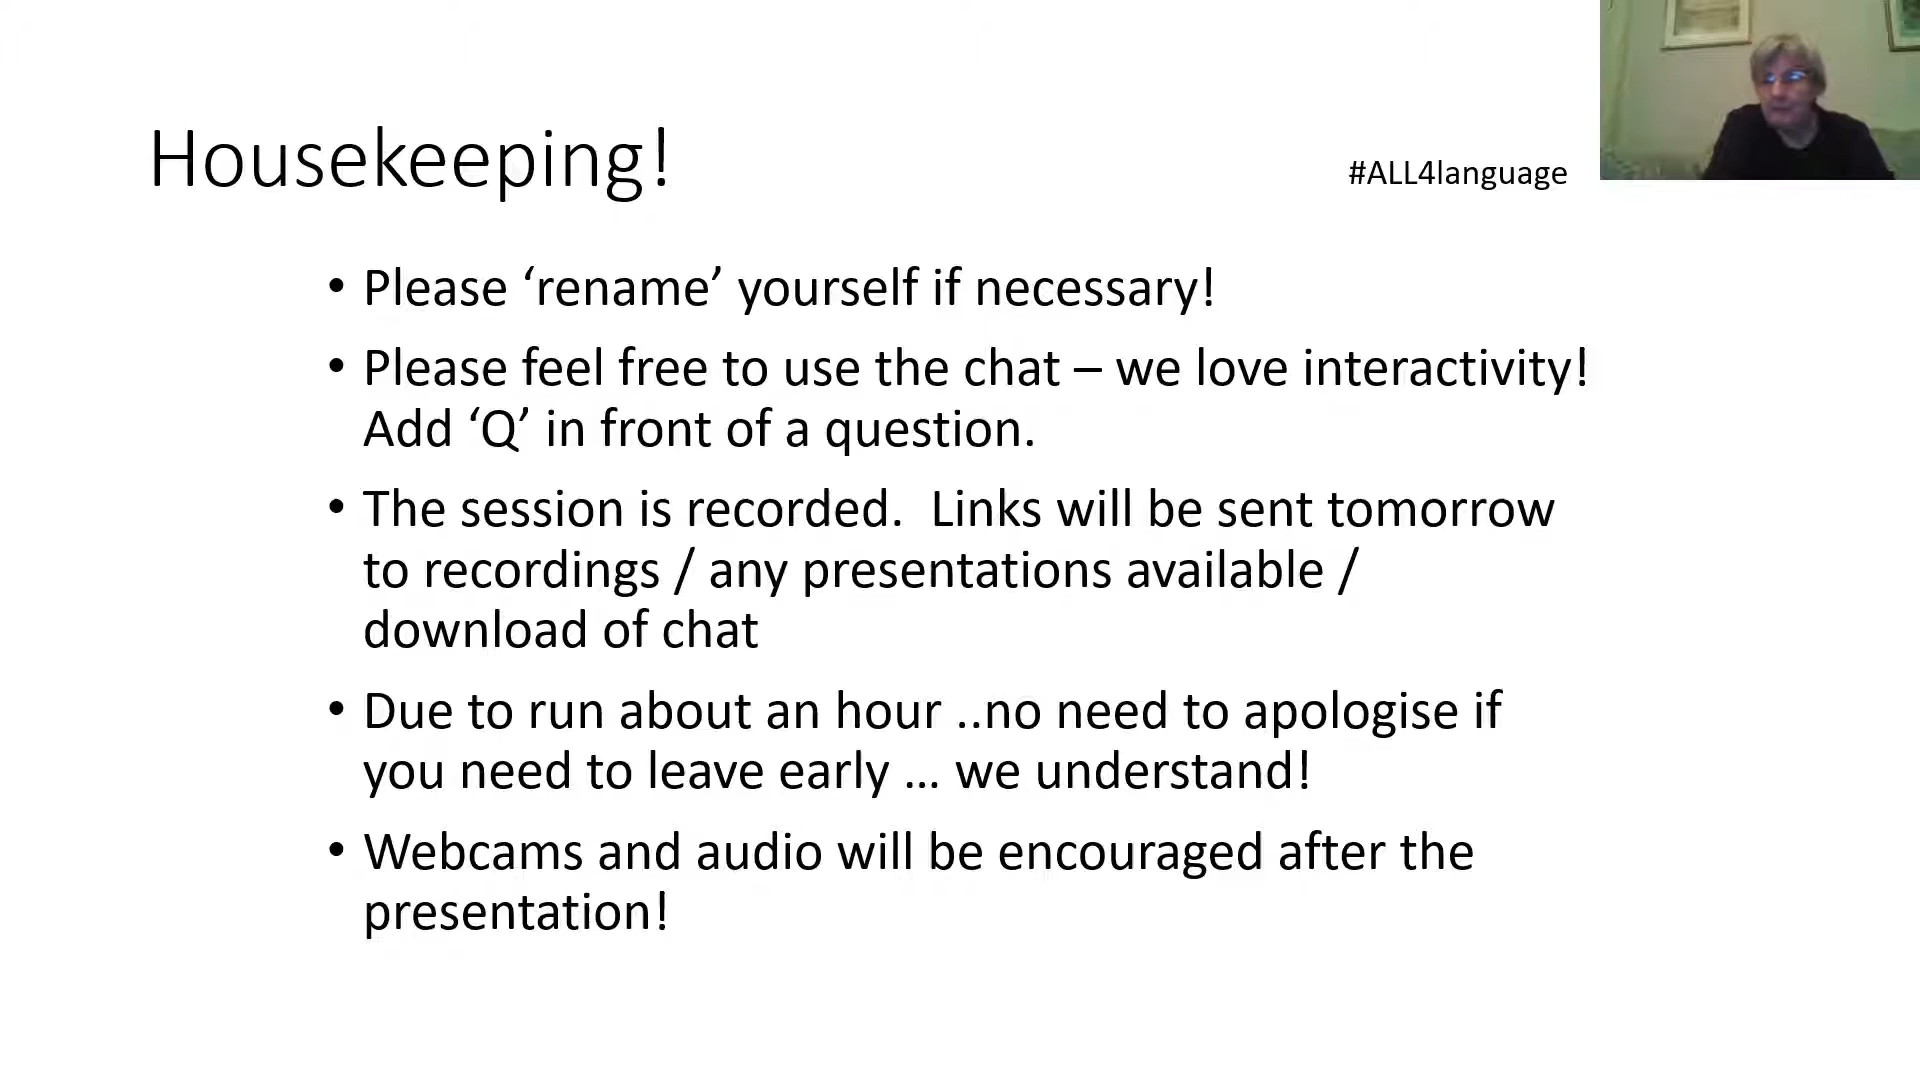 Housekeeping!
#ALL4language
• Please ‘rename’ yourself if necessary!
• Please feel free to use the chat – we love interactivity!
Add ‘Q’ in front of a question.
• The session is recorded.  Links will be sent tomorrow
to recordings / any presentations available /
download of chat
• Due to run about an hour ..no need to apologise if
you need to leave early … we understand!
• Webcams and audio will be encouraged after the
presentation!